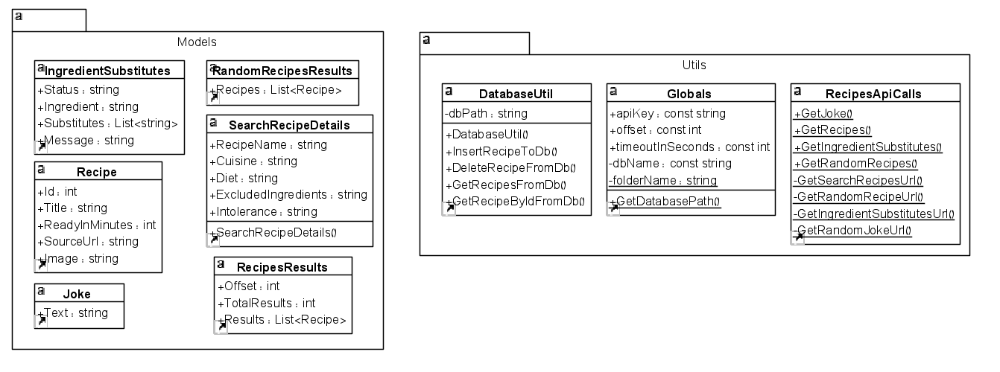 a
Models
a
IngredientSubstitutes
+Status : string
+Ingredient : string
+Substitutes : List<string>
+Message : string
a
RandomRecipesResults
+Recipes : List<Recipe>
a
SearchRecipeDetails
+RecipeName : string
+Cuisine : string
+Diet : string
+ExcludedIngredients : string
+Intolerance : string
+SearchRecipeDetails()
a
Recipe
+Id : int
+Title : string
+ReadyInMinutes : int
+SourceUrl : string
+Image : string
a
RecipesResults
+Offset : int
+TotalResults : int
+Results : List<Recipe>
a
Joke
+Text : string
a
Utils
a
DatabaseUtil
-dbPath : string
+DatabaseUtil()
+InsertRecipeToDb()
+DeleteRecipeFromDb()
+GetRecipesFromDb()
+GetRecipeByIdFromDb()
a
Globals
+apiKey : const string
+offset : const int
+timeoutInSeconds : const int
-dbName : const string
-folderName : string
+GetDatabasePath()
a
RecipesApiCalls
+GetJoke()
+GetRecipes()
+GetIngredientSubstitutes()
+GetRandomRecipes()
-GetSearchRecipesUrl()
-GetRandomRecipeUrl()
-GetIngredientSubstitutesUrl()
-GetRandomJokeUrl()